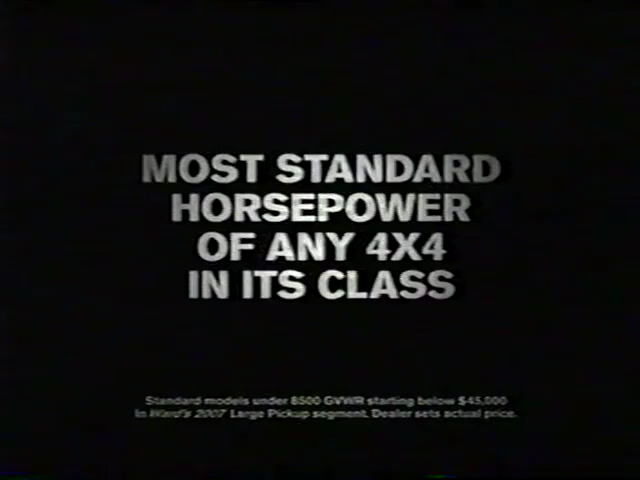 MOST STANDARD
HORSEPOWER
OF ANY 4X4
IN ITS CLASS
Standard models under 8500 GVWR starting below $45,000
In Ward's 2007 Large Pickup segment. Dealer sets actual price.